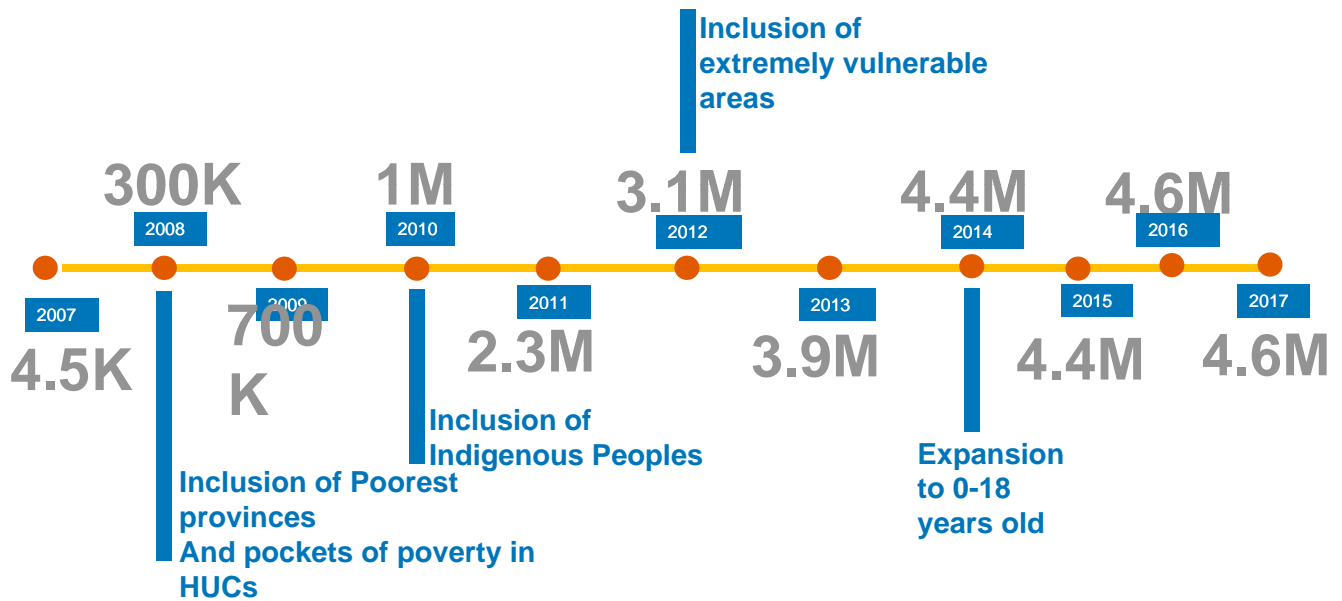 Inclusion of
extremely vulnerable
areas
300K
1M
3.1M
4.4M
4.6M
2008
2010
2012
2014
2016
2007
2009
2011
2013
2015
2017
4.5K
700
K
2.3M
3.9M
4.4M
4.6M
Inclusion of
Indigenous Peoples
Inclusion of Poorest
provinces
And pockets of poverty in
HUCs
Expansion
to 0-18
years old